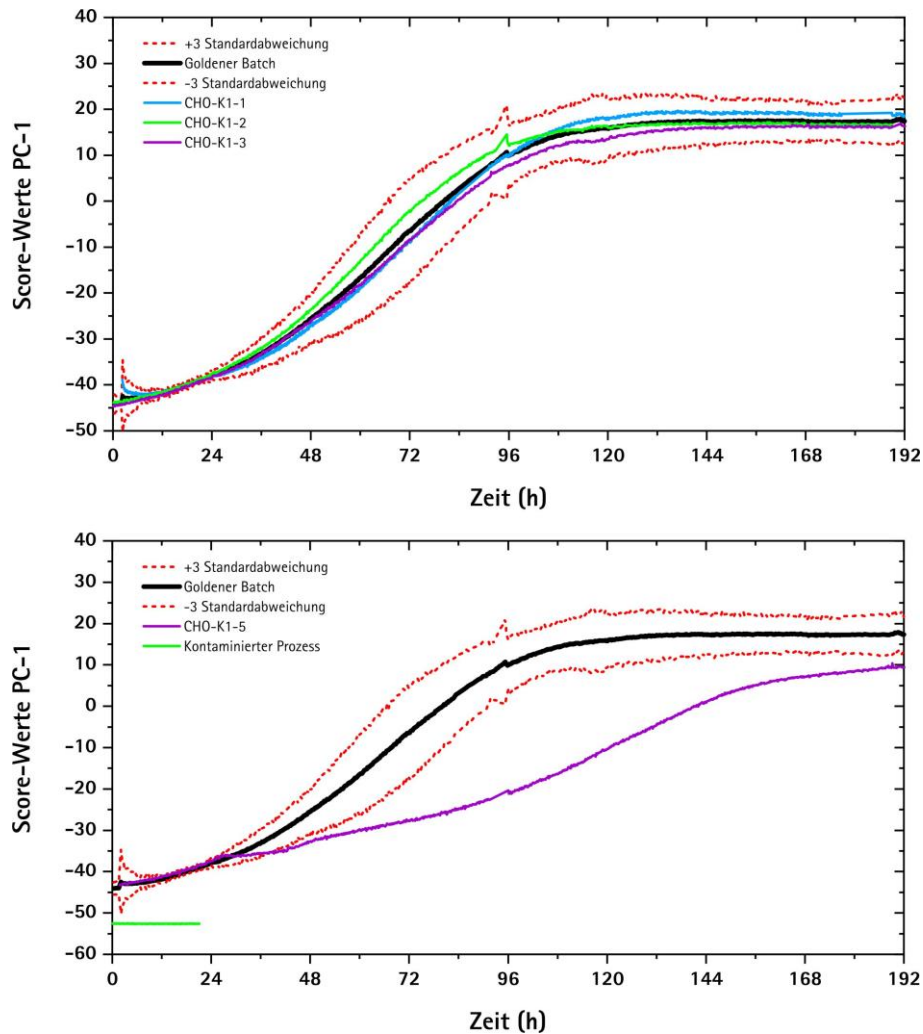 40
30
20
10
0
-10
-20
-30
-40
-50
Score-Werte PC-1
+3 Standardabweichung
Goldener Batch
-3 Standardabweichung
CHO-K1-1
CHO-K1-2
CHO-K1-3
0 24 48 72 96 120 144 168 192
Zeit (h)
40
30
20
10
0
-10
-20
-30
-40
-50
-60
Score-Werte PC-1
+3 Standardabweichung
Goldener Batch
-3 Standardabweichung
CHO-K1-5
Kontaminierter Prozess
0 24 48 72 96 120 144 168 192
Zeit (h)